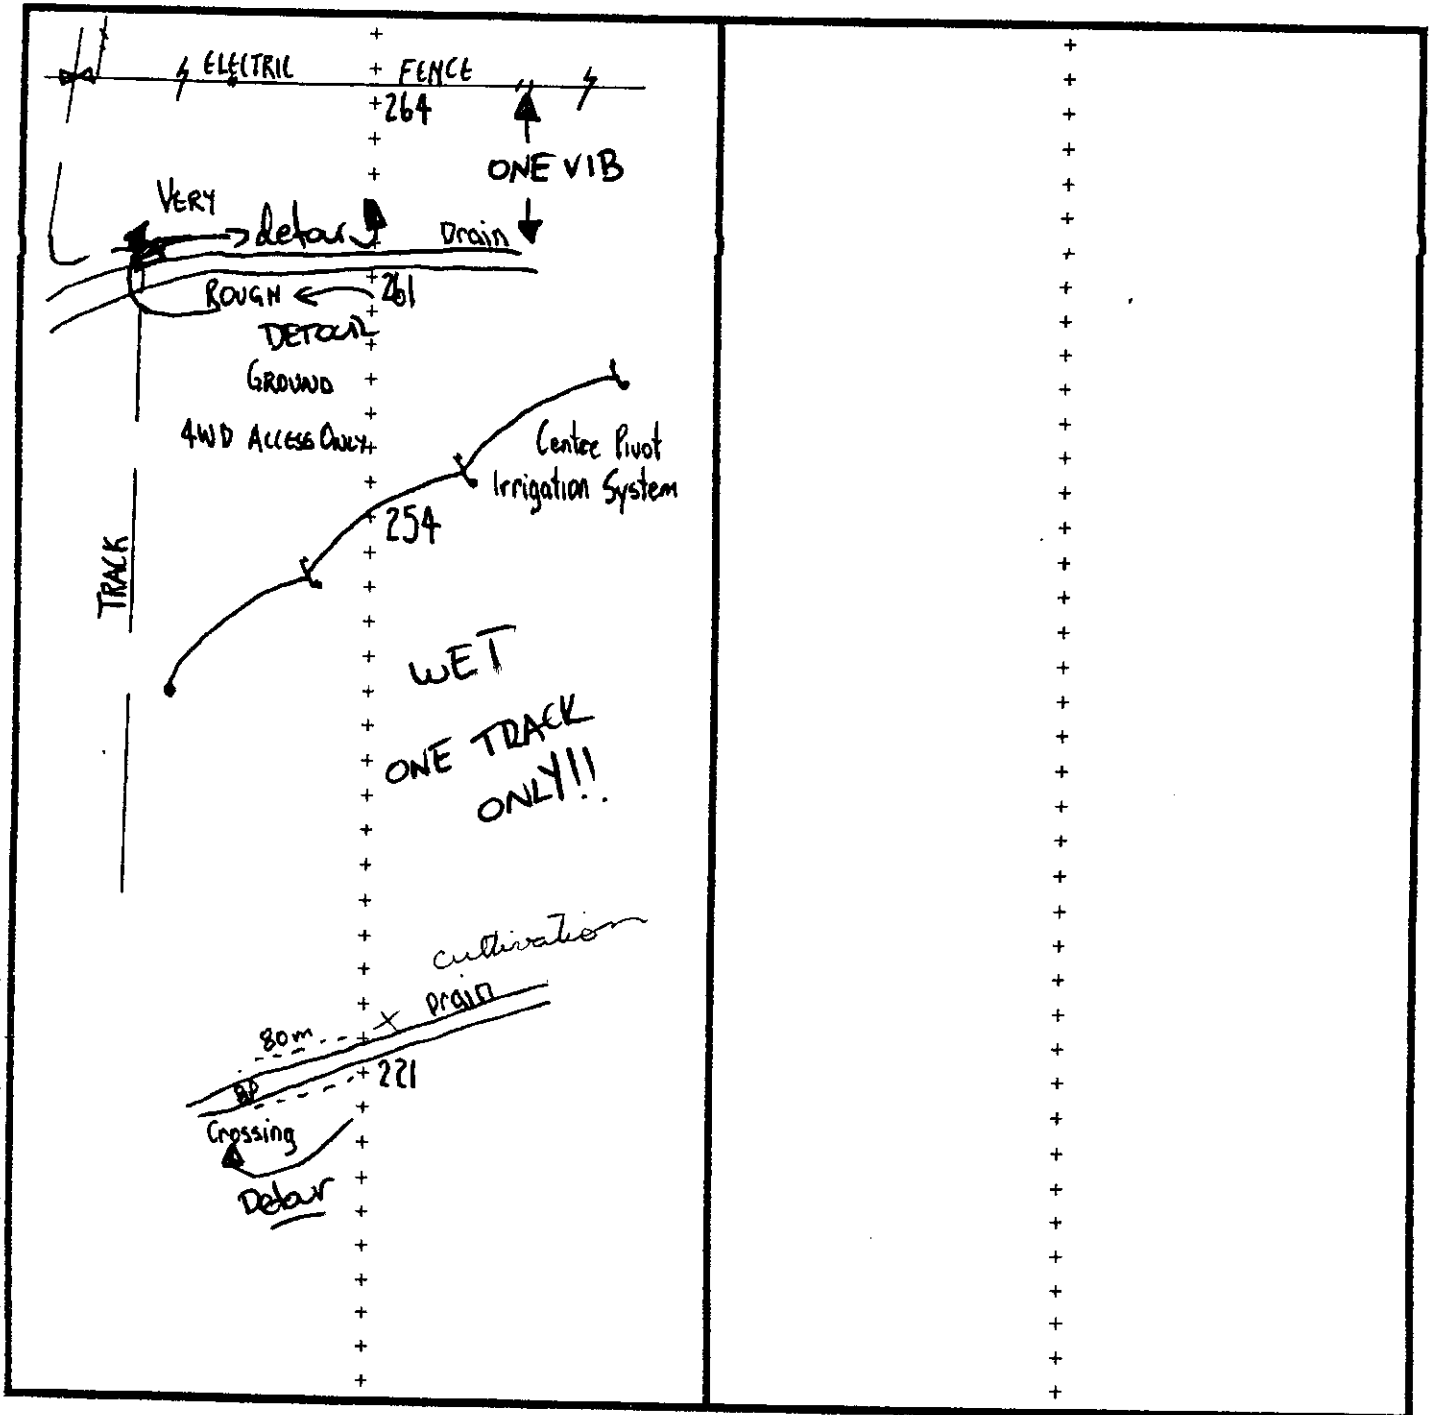 ELECTRIC FENCE
264
ONE VIB
VERY
detour
Drain
ROUGH
261
DETOUR
GROUND
4WD ACCESS ONLY
Centre Pivot
Irrigation System
254
TRACK
WET
ONE TRACK
ONLY!!
cultivation
Drain
80m
221
Crossing
Detour